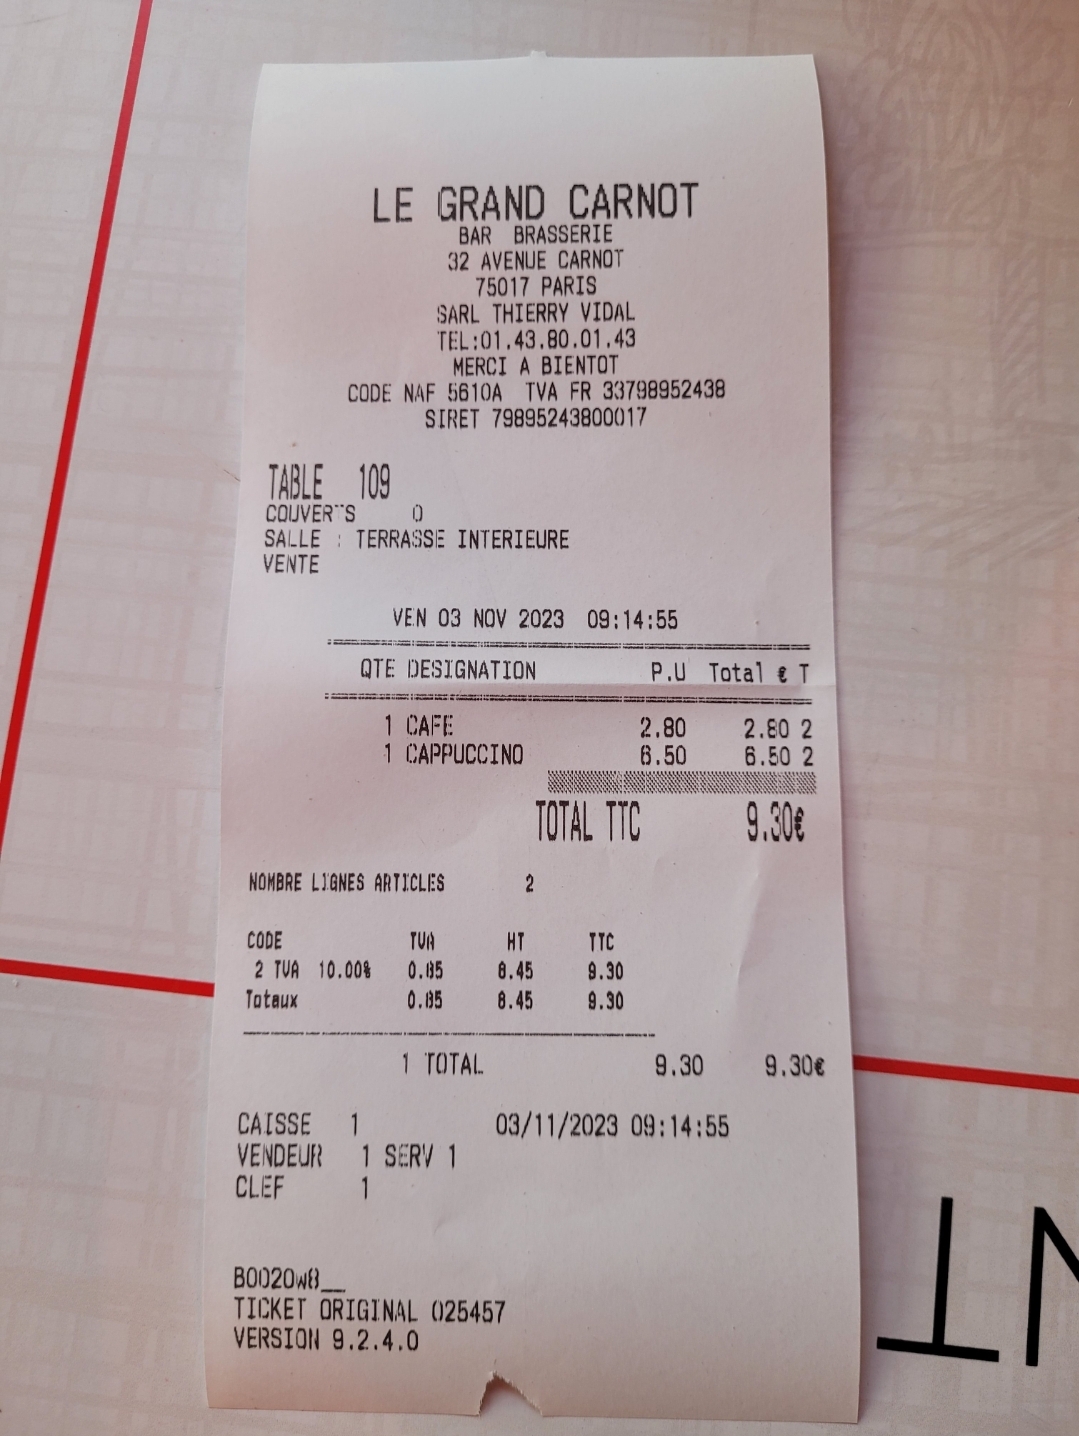 LE GRAND CARNOT
BAR BRASSERIE
32 AVENUE CARNOT
75017 PARIS
SARL THIERRY VIDAL
TEL:01.43.80.01.43
MERCI A BIENTOT
CODE NAF 5610A TVA FR 33798952438
SIRET 79895243800017
TABLE 109
COUVERTS 0
SALLE : TERRASSE INTERIEURE
VENTE
VEN 03 NOV 2023 09:14:55
QTE DESIGNATION P.U Total € T
1 CAFE 2.80 2.80 2
1 CAPPUCCINO 6.50 6.50 2
TOTAL TTC 9.30€
NOMBRE LIGNES ARTICLES 2
CODE TVA HT TTC
2 TVA 10.00% 0.85 8.45 9.30
Totaux 0.85 8.45 9.30
1 TOTAL 9.30 9.30€
CAISSE 1 03/11/2023 09:14:55
VENDEUR 1 SERV 1
CLEF 1
B0020w8__
TICKET ORIGINAL 025457
VERSION 9.2.4.0
NT